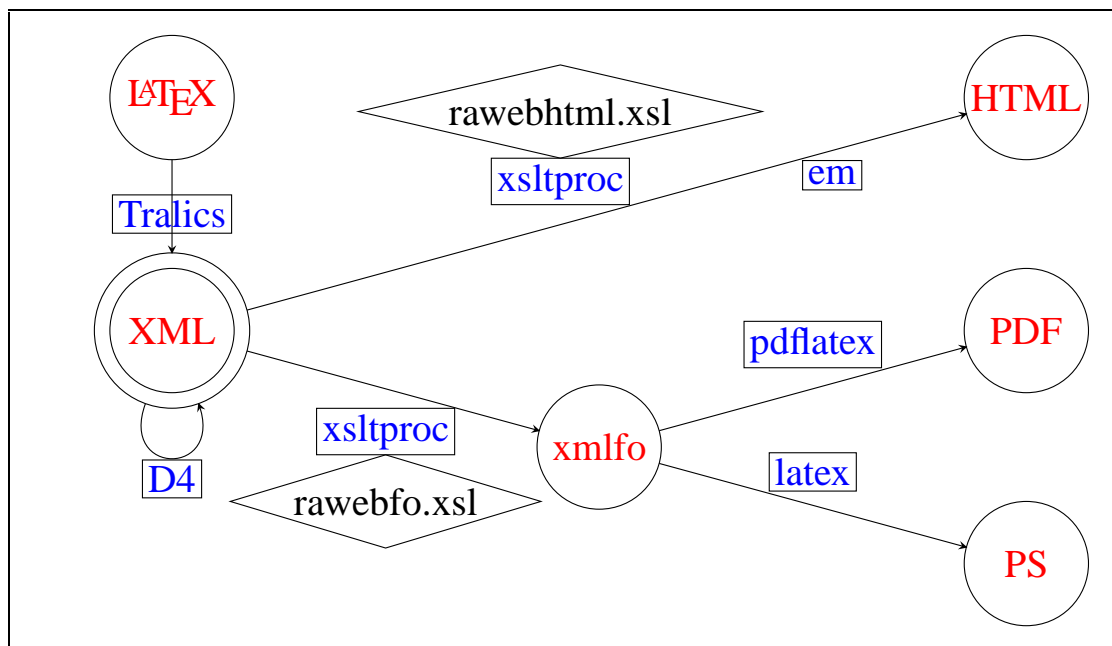 LATEX
rawebhtml.xsl
HTML
xsltproc
em
Tralics
XML
pdflatex
PDF
xsltproc
xmlfo
D4
rawebfo.xsl
latex
PS